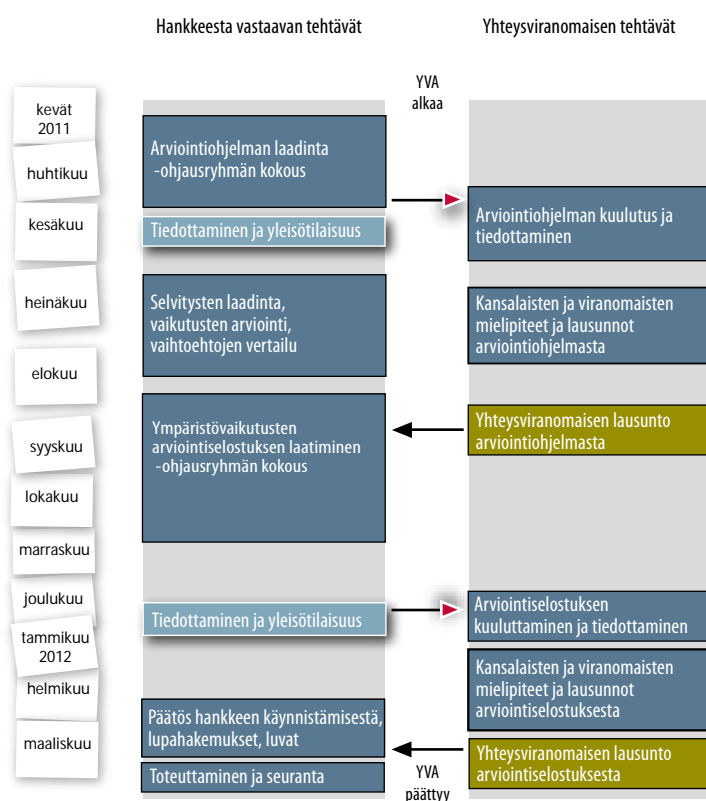 Hankkeesta vastaavan tehtävät
Yhteysviranomaisen tehtävät
YVA
alkaa
kevät
2011
huhtikuu
kesäkuu
heinäkuu
elokuu
syyskuu
lokakuu
marraskuu
joulukuu
tammikuu
2012
helmikuu
maaliskuu
Arviointiohjelman laadinta
-ohjausryhmän kokous
Tiedottaminen ja yleisötilaisuus
Selvitysten laadinta,
vaikutusten arviointi,
vaihtoehtojen vertailu
Ympäristövaikutusten
arviointiselostuksen laatiminen
-ohjausryhmän kokous
Tiedottaminen ja yleisötilaisuus
Päätös hankkeen käynnistämisestä,
lupahakemukset, luvat
Toteuttaminen ja seuranta
Arviointiohjelman kuulutus ja
tiedottaminen
Kansalaisten ja viranomaisten
mielipiteet ja lausunnot
arviointiohjelmasta
Yhteysviranomaisen lausunto
arviointiohjelmasta
Arviointiselostuksen
kuuluttaminen ja tiedottaminen
Kansalaisten ja viranomaisten
mielipiteet ja lausunnot
arviointiselostuksesta
Yhteysviranomaisen lausunto
arviointiselostuksesta
YVA
päättyy